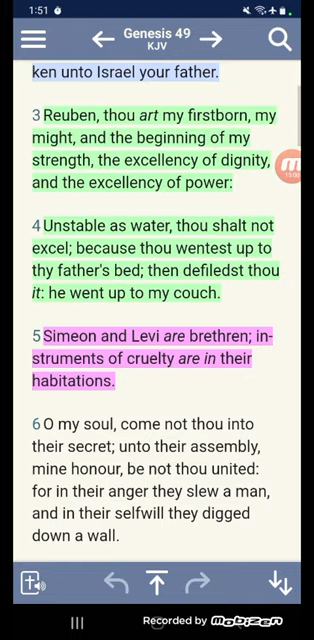 1:51
Genesis 49
KJV
ken unto Israel your father.
3 Reuben, thou art my firstborn, my
might, and the beginning of my
strength, the excellency of dignity,
and the excellency of power:
4 Unstable as water, thou shalt not
excel; because thou wentest up to
thy father's bed; then defiledst thou
it: he went up to my couch.
5 Simeon and Levi are brethren; in-
struments of cruelty are in their
habitations.
6 O my soul, come not thou into
their secret; unto their assembly,
mine honour, be not thou united:
for in their anger they slew a man,
and in their selfwill they digged
down a wall.
Recorded by mobizen